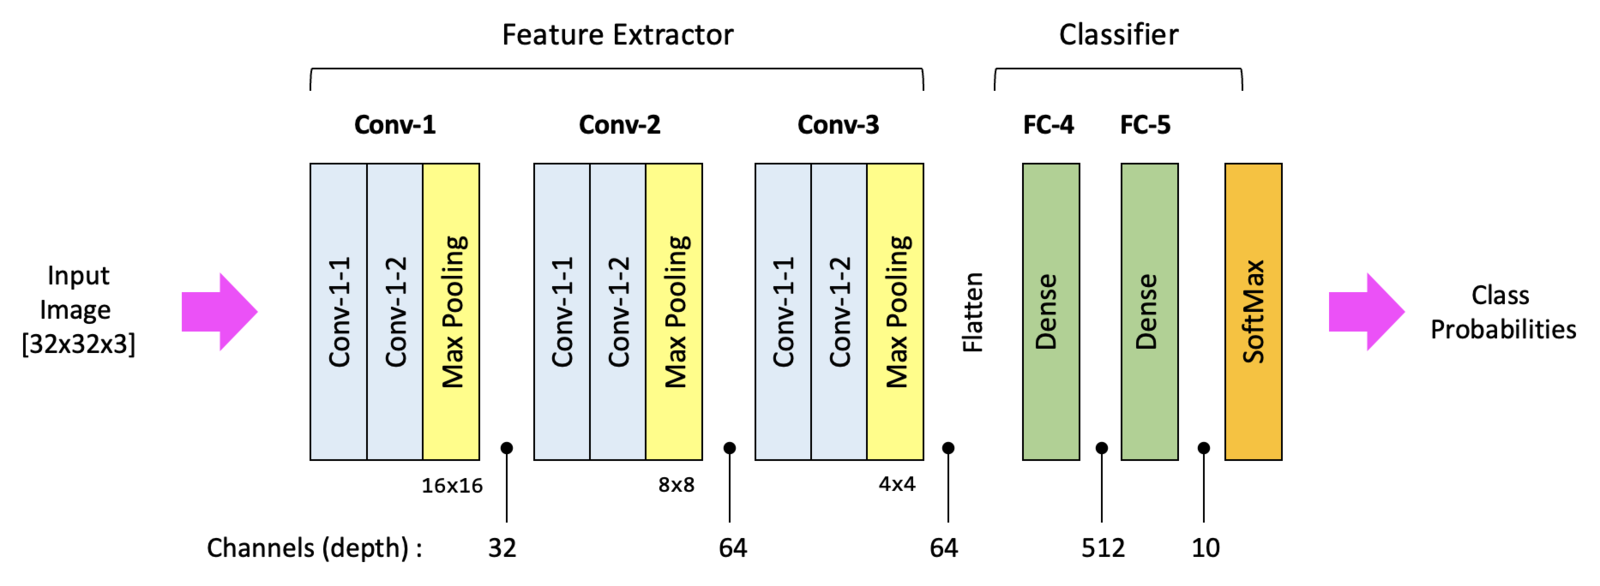 Feature Extractor
Classifier
Conv-1
Conv-2
Conv-3
FC-4
FC-5
Input
Image
[32x32x3]
Conv-1-1
Conv-1-2
Max Pooling
Conv-1-1
Conv-1-2
Max Pooling
Conv-1-1
Conv-1-2
Max Pooling
Flatten
Dense
Dense
SoftMax
Class
Probabilities
16x16
8x8
4x4
Channels (depth) : 32 64 64 512 10